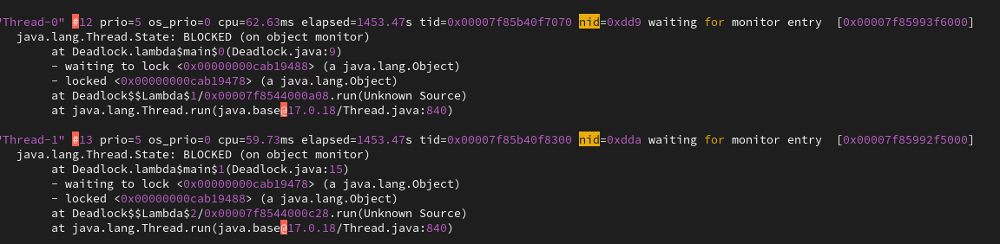 "Thread-0" #12 prio=5 os_prio=0 cpu=62.63ms elapsed=1453.47s tid=0x00007f85b40f7070 nid=0xdd9 waiting for monitor entry  [0x00007f85993f6000]
java.lang.Thread.State: BLOCKED (on object monitor)
at Deadlock.lambda$main$0(Deadlock.java:9)
- waiting to lock <0x00000000cab19488> (a java.lang.Object)
- locked <0x00000000cab19478> (a java.lang.Object)
at Deadlock$$Lambda$1/0x00007f8544000a08.run(Unknown Source)
at java.lang.Thread.run(java.base@17.0.18/Thread.java:840)
"Thread-1" #13 prio=5 os_prio=0 cpu=59.73ms elapsed=1453.47s tid=0x00007f85b40f8300 nid=0xdda waiting for monitor entry  [0x00007f85992f5000]
java.lang.Thread.State: BLOCKED (on object monitor)
at Deadlock.lambda$main$1(Deadlock.java:15)
- waiting to lock <0x00000000cab19478> (a java.lang.Object)
- locked <0x00000000cab19488> (a java.lang.Object)
at Deadlock$$Lambda$2/0x00007f8544000c28.run(Unknown Source)
at java.lang.Thread.run(java.base@17.0.18/Thread.java:840)